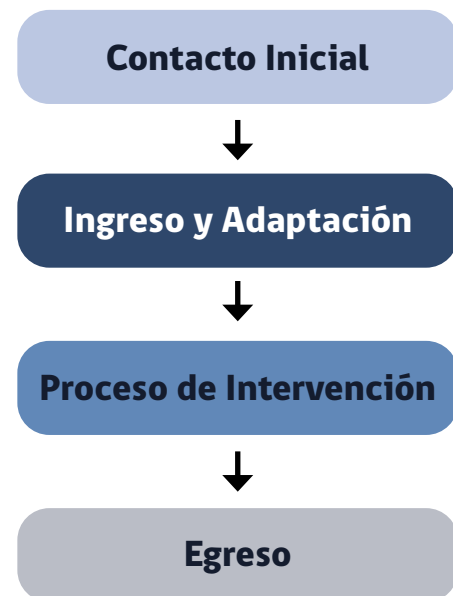 Contacto Inicial
Ingreso y Adaptación
Proceso de Intervención
Egreso